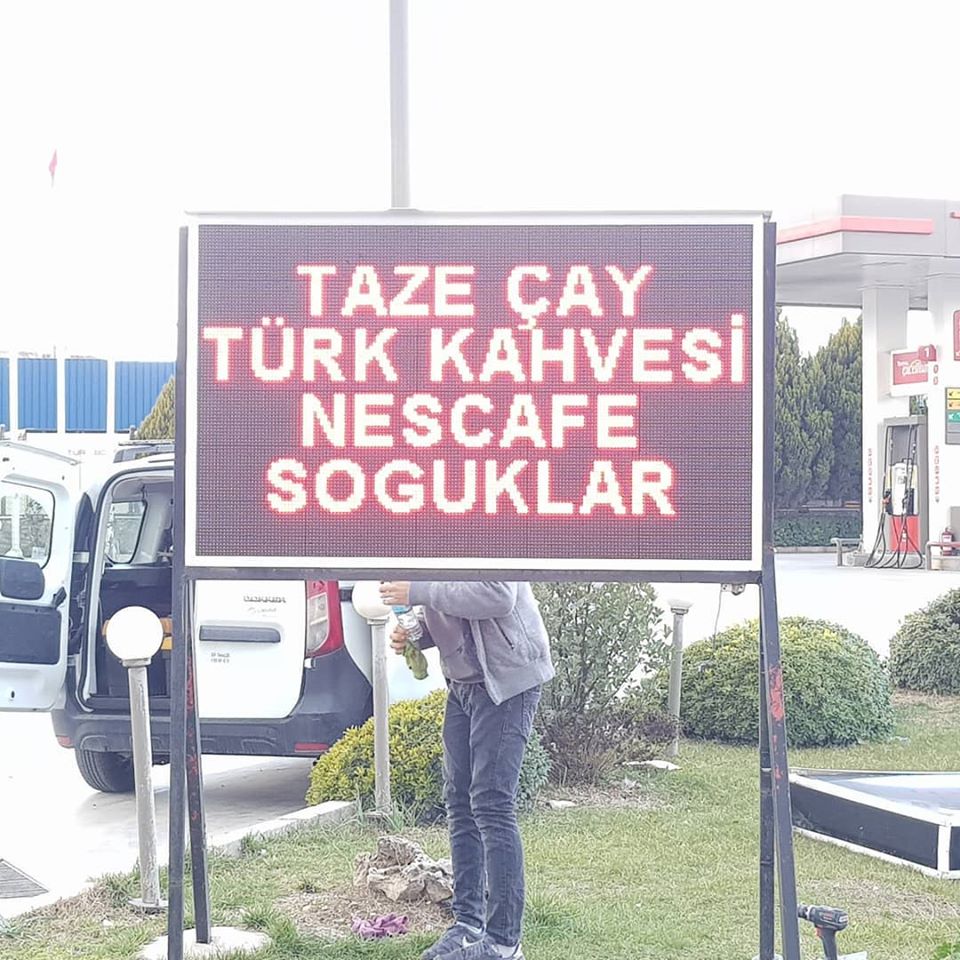 TAZE ÇAY
TÜRK KAHVESİ
NESCAFE
SOGUKLAR